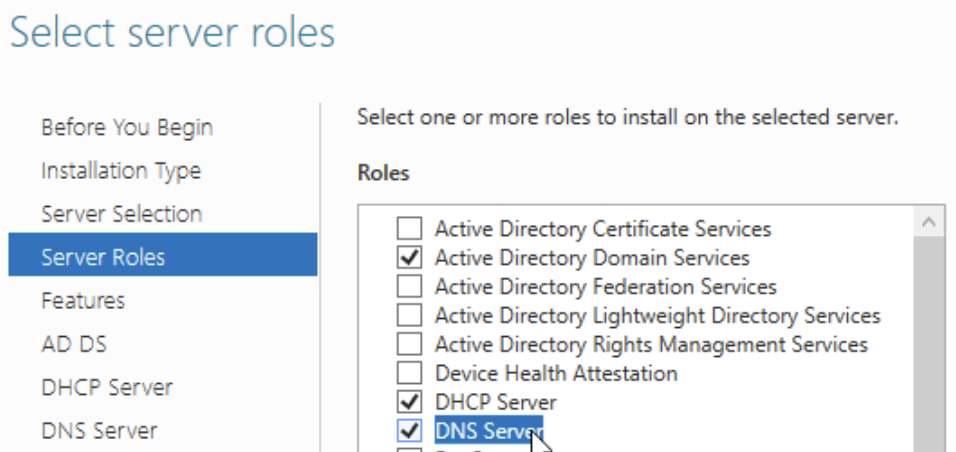 Select server roles
Before You Begin
Installation Type
Server Selection
Server Roles
Features
AD DS
DHCP Server
DNS Server
Select one or more roles to install on the selected server.
Roles
Active Directory Certificate Services
Active Directory Domain Services
Active Directory Federation Services
Active Directory Lightweight Directory Services
Active Directory Rights Management Services
Device Health Attestation
DHCP Server
DNS Server